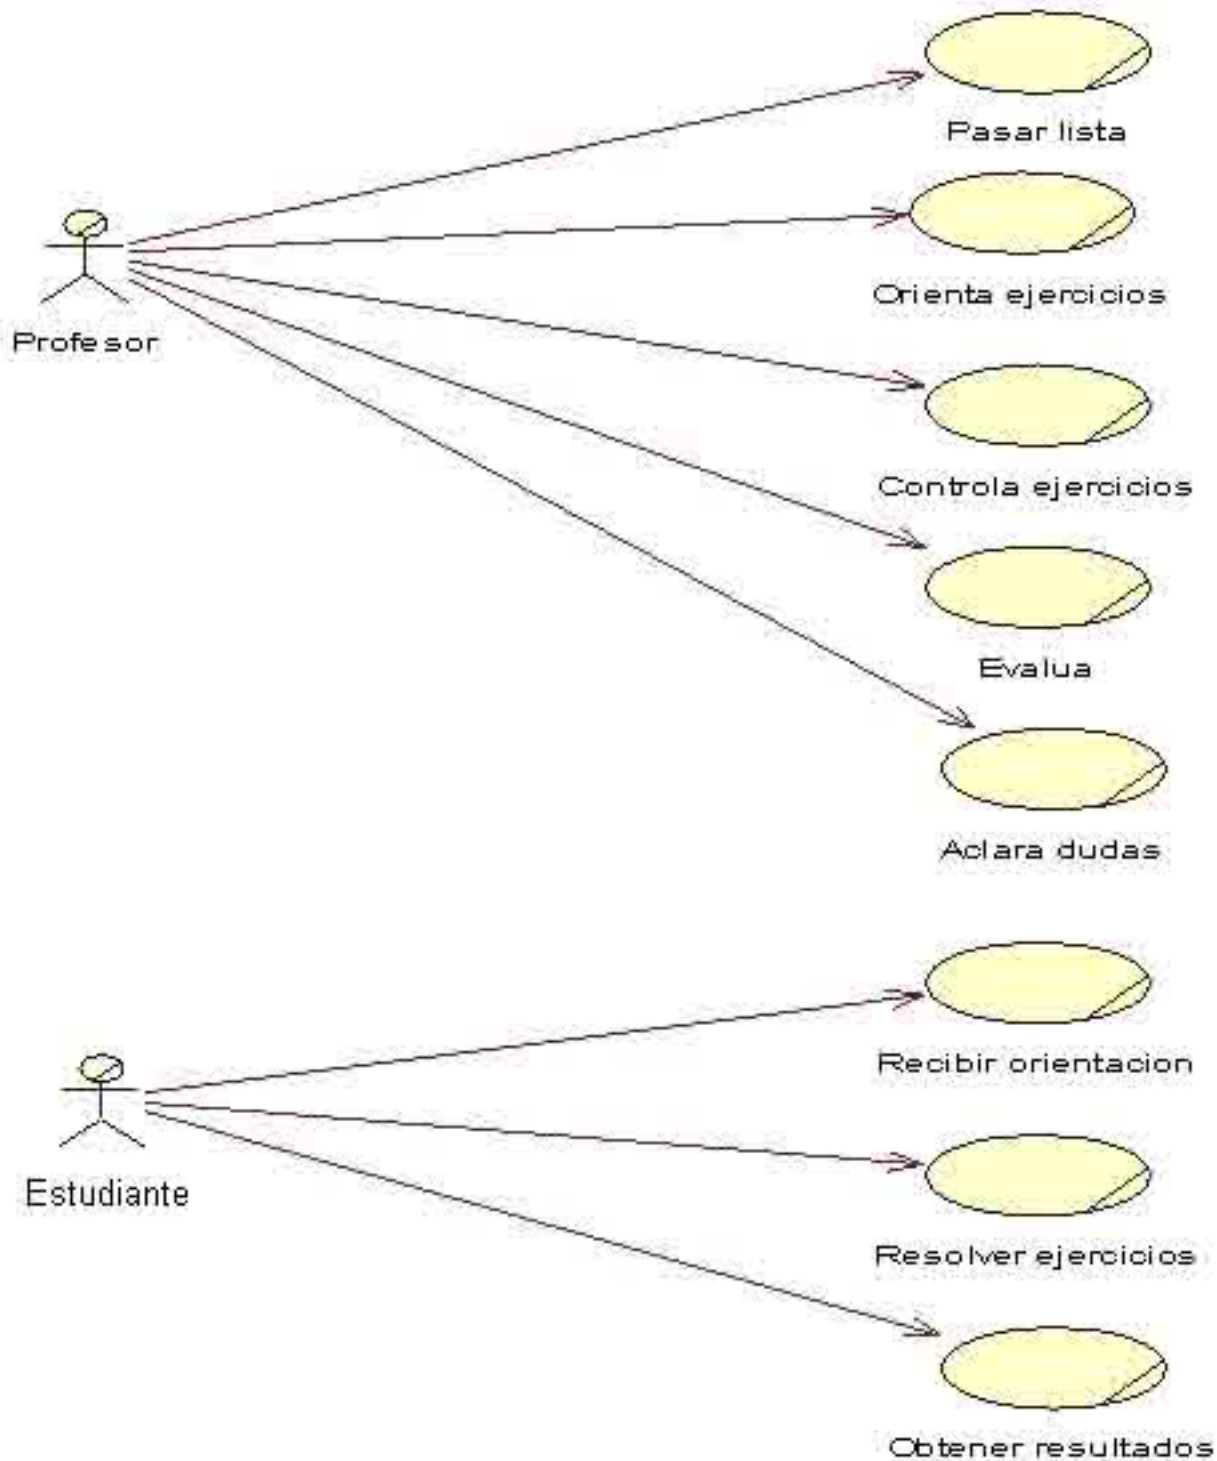 Pasar lista
Orienta ejercicios
Profesor
Controla ejercicios
Evalua
Aclara dudas
Recibir orientacion
Estudiante
Resolver ejercicios
Obtener resultados